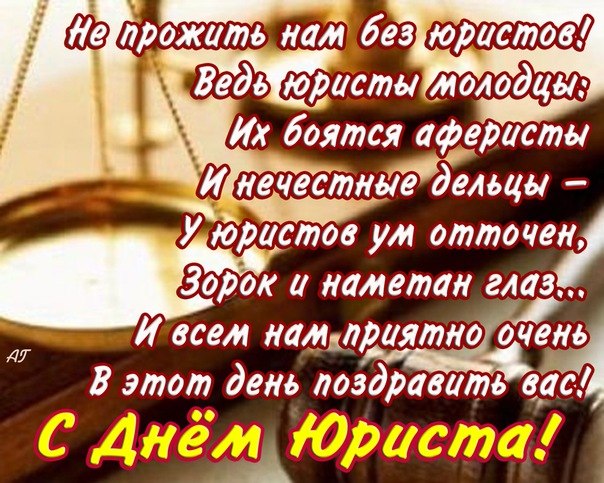 Не прожить нам без юристов!
Ведь юристы молодцы:
Их боятся аферисты
И нечестные дельцы –
У юристов ум отточен,
Зорок и наметан глаз...
И всем нам приятно очень
В этот день поздравить вас!
АГ
С Днём Юриста!